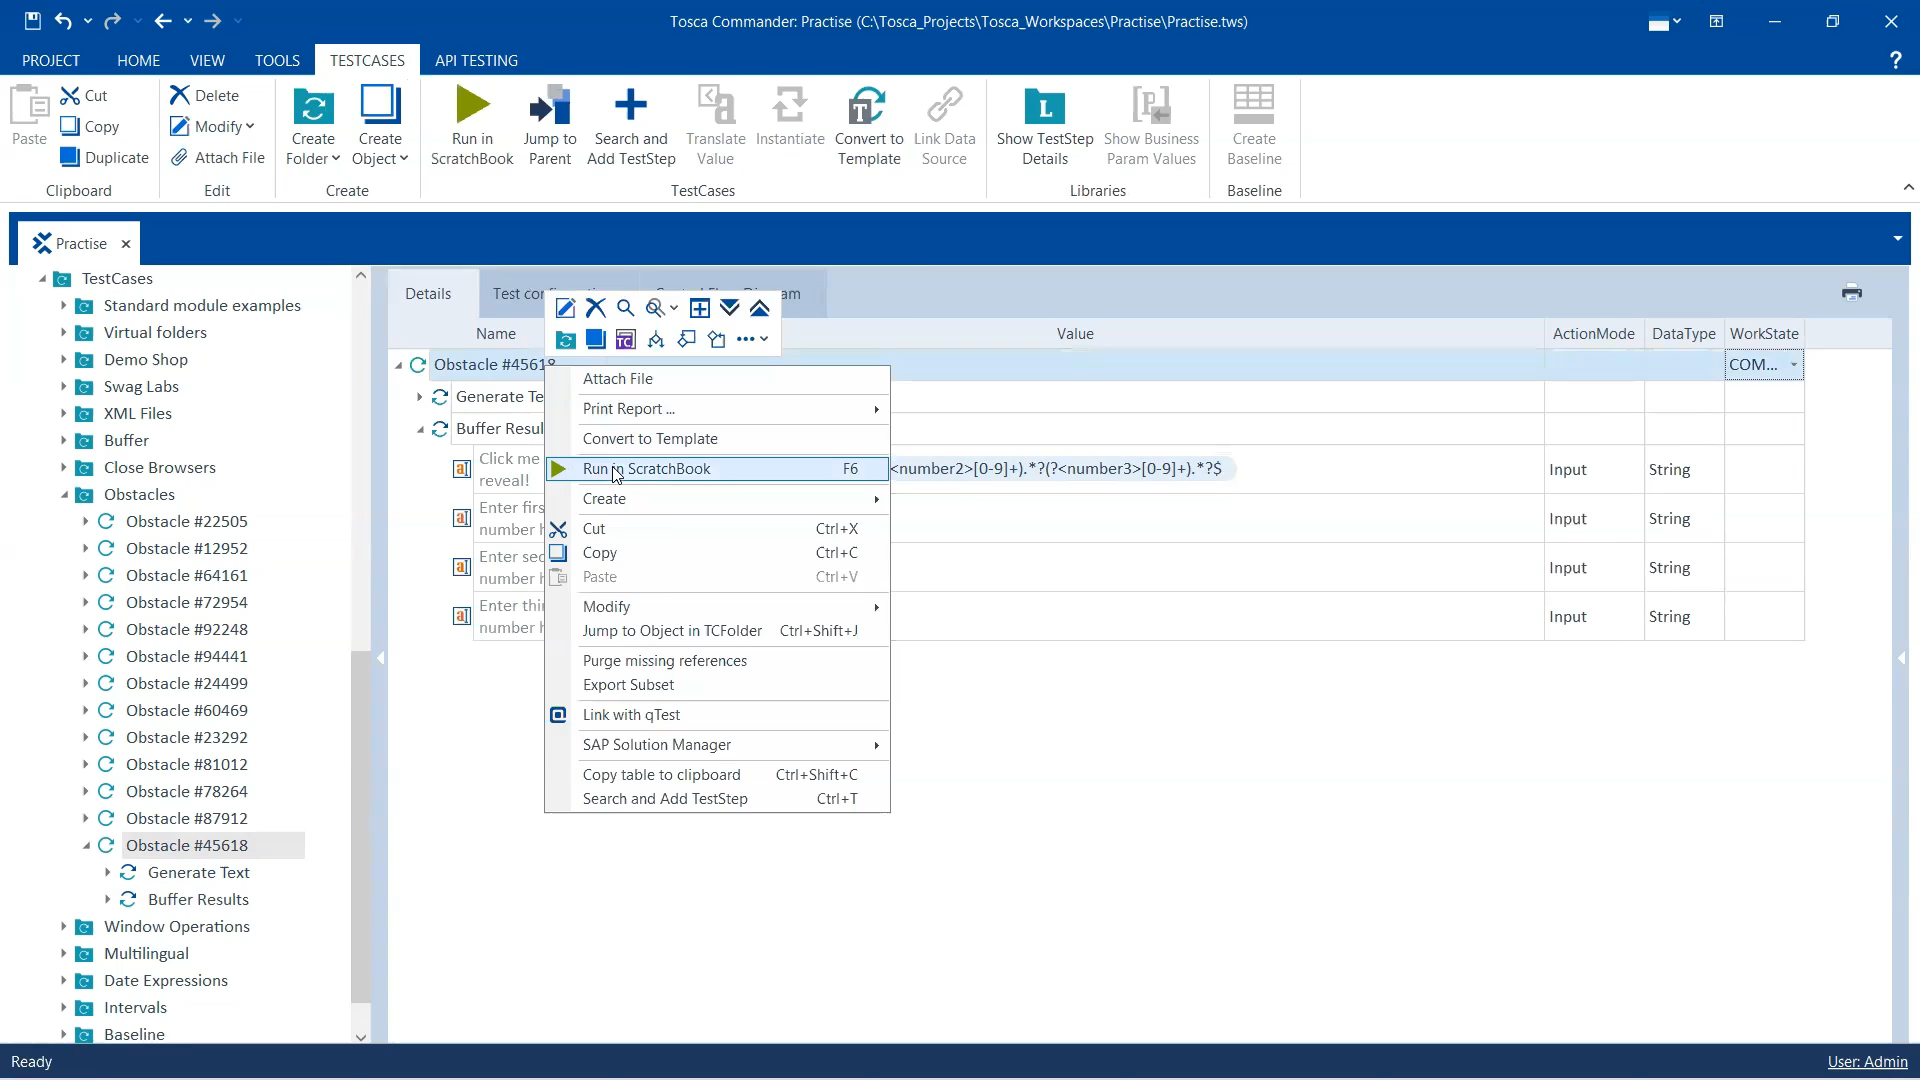 Tosca Commander: Practise (C:\Tosca_Projects\Tosca_Workspaces\Practise\Practise.tws)
PROJECT HOME VIEW TOOLS TESTCASES API TESTING ?
Paste Cut Copy Duplicate
Clipboard
Delete Modify Attach File
Edit
Create Folder Create Object
Create
Run in ScratchBook Jump to Parent Search and Add TestStep Translate Value Instantiate Convert to Template Link Data Source
TestCases
Show TestStep Details Show Business Param Values
Libraries
Create Baseline
Baseline
Practise
TestCases
Standard module examples
Virtual folders
Demo Shop
Swag Labs
XML Files
Buffer
Close Browsers
Obstacles
Obstacle #22505
Obstacle #12952
Obstacle #64161
Obstacle #72954
Obstacle #92248
Obstacle #94441
Obstacle #24499
Obstacle #60469
Obstacle #23292
Obstacle #81012
Obstacle #78264
Obstacle #87912
Obstacle #45618
Generate Text
Buffer Results
Window Operations
Multilingual
Date Expressions
Intervals
Baseline
Details Test con am
Name Value ActionMode DataType WorkState
Obstacle #45618 COM...
Generate Te
Buffer Resul
Click me
reveal!
<number2>[0-9]+).*?(?<number3>[0-9]+).*?$ Input String
Enter firs
number h
Input String
Enter sec
number h
Input String
Enter thi
number h
Input String
Attach File
Print Report ...
Convert to Template
Run in ScratchBook F6
Create
Cut Ctrl+X
Copy Ctrl+C
Paste Ctrl+V
Modify
Jump to Object in TCFolder Ctrl+Shift+J
Purge missing references
Export Subset
Link with qTest
SAP Solution Manager
Copy table to clipboard Ctrl+Shift+C
Search and Add TestStep Ctrl+T
Ready
User: Admin